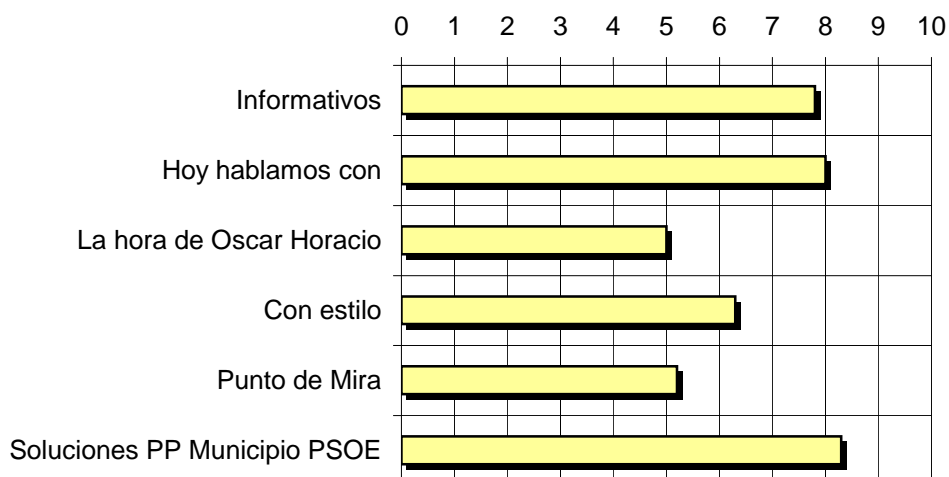 0 1 2 3 4 5 6 7 8 9 10
Informativos
Hoy hablamos con
La hora de Oscar Horacio
Con estilo
Punto de Mira
Soluciones PP Municipio PSOE